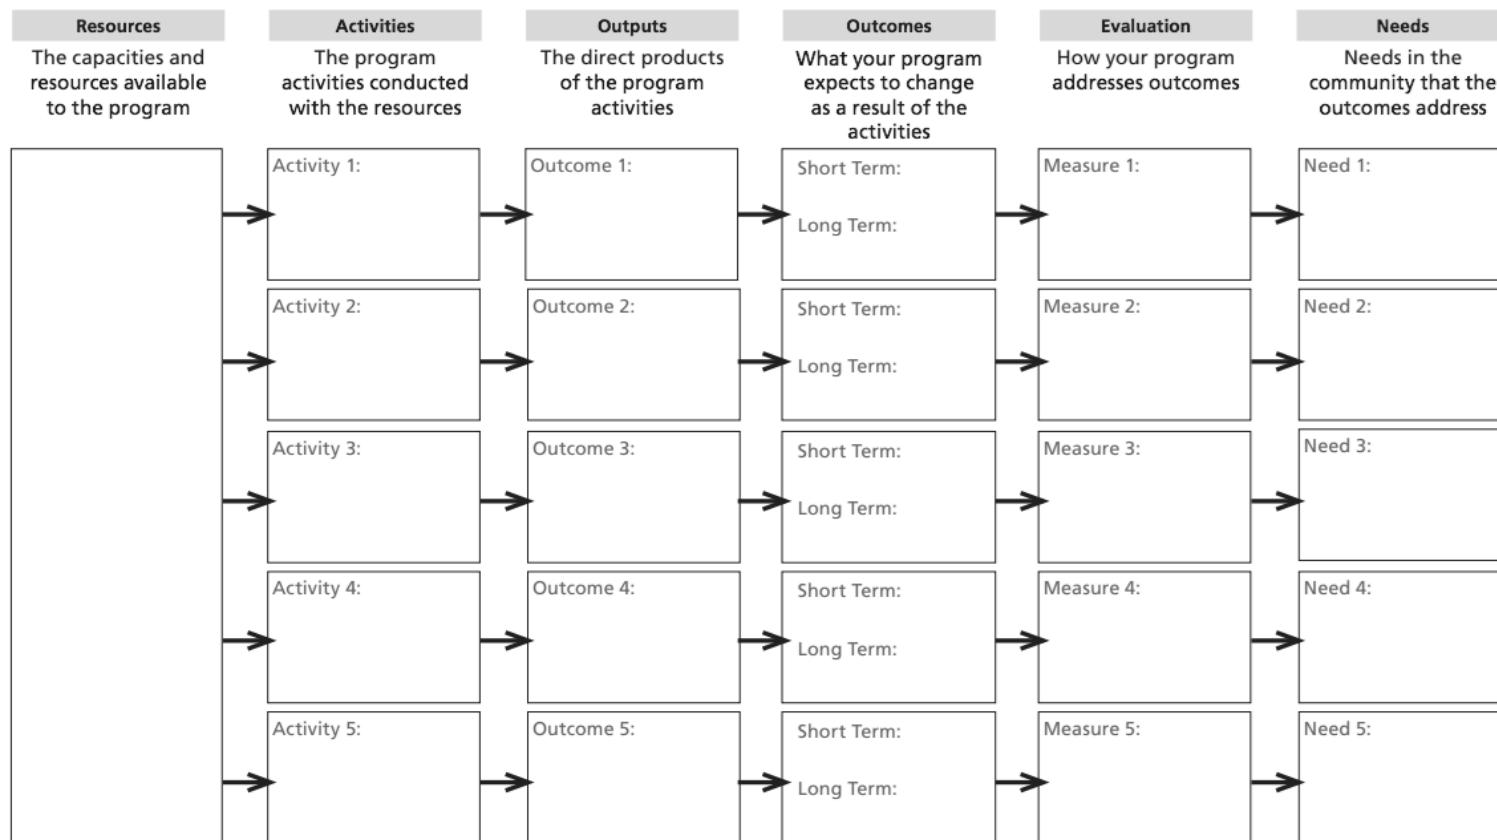 Resources
The capacities and
resources available
to the program
Activities
The program
activities conducted
with the resources
Outputs
The direct products
of the program
activities
Outcomes
What your program
expects to change
as a result of the
activities
Evaluation
How your program
addresses outcomes
Needs
Needs in the
community that the
outcomes address
Activity 1:
Outcome 1:
Short Term:
Long Term:
Measure 1:
Need 1:
Activity 2:
Outcome 2:
Short Term:
Long Term:
Measure 2:
Need 2:
Activity 3:
Outcome 3:
Short Term:
Long Term:
Measure 3:
Need 3:
Activity 4:
Outcome 4:
Short Term:
Long Term:
Measure 4:
Need 4:
Activity 5:
Outcome 5:
Short Term:
Long Term:
Measure 5:
Need 5: